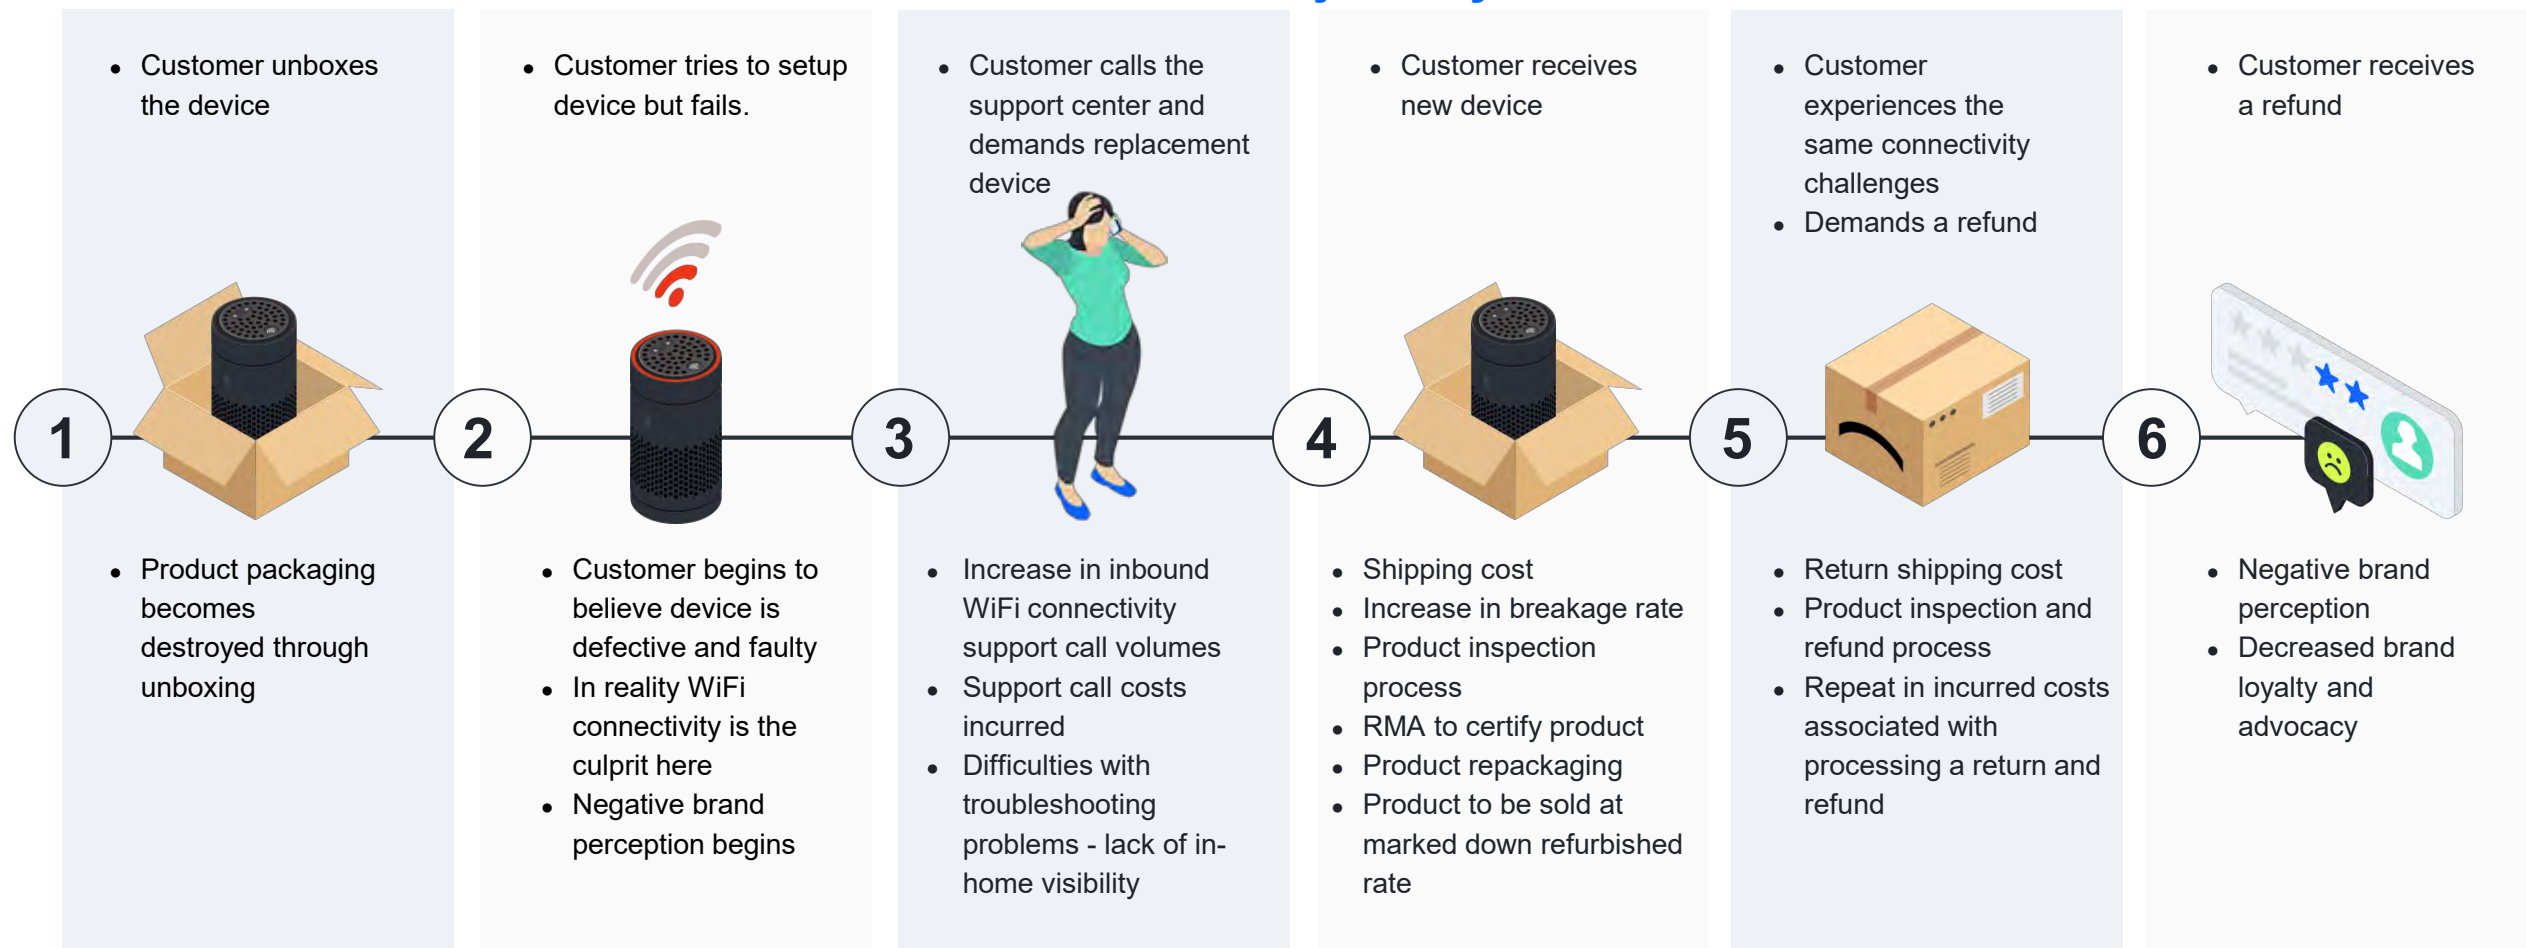 Customer unboxes
the device
Customer tries to setup
device but fails.
Customer calls the
support center and
demands replacement
device
Customer receives
new device
Customer
experiences the
same connectivity
challenges
Demands a refund
Customer receives
a refund
1
2
3
4
5
6
Product packaging
becomes
destroyed through
unboxing
Customer begins to
believe device is
defective and faulty
In reality WiFi
connectivity is the
culprit here
Negative brand
perception begins
Increase in inbound
WiFi connectivity
support call volumes
Support call costs
incurred
Difficulties with
troubleshooting
problems - lack of in-
home visibility
Shipping cost
Increase in breakage rate
Product inspection
process
RMA to certify product
Product repackaging
Product to be sold at
marked down refurbished
rate
Return shipping cost
Product inspection and
refund process
Repeat in incurred costs
associated with
processing a return and
refund
Negative brand
perception
Decreased brand
loyalty and
advocacy